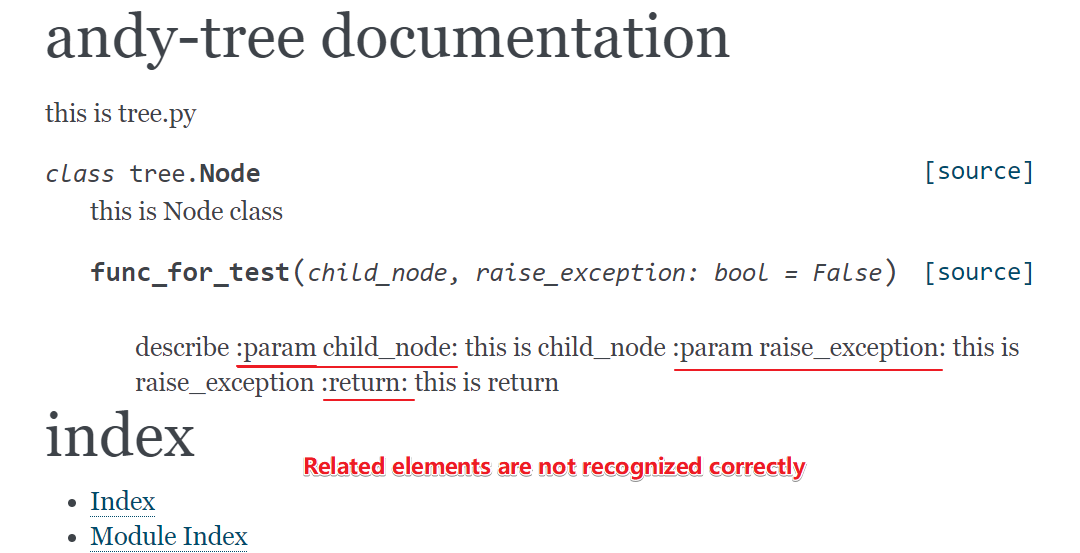 andy-tree documentation
this is tree.py
class tree.Node [source]
this is Node class
func_for_test(child_node, raise_exception: bool = False) [source]
describe :param child_node: this is child_node :param raise_exception: this is
raise_exception :return: this is return
index
Related elements are not recognized correctly
• Index
• Module Index